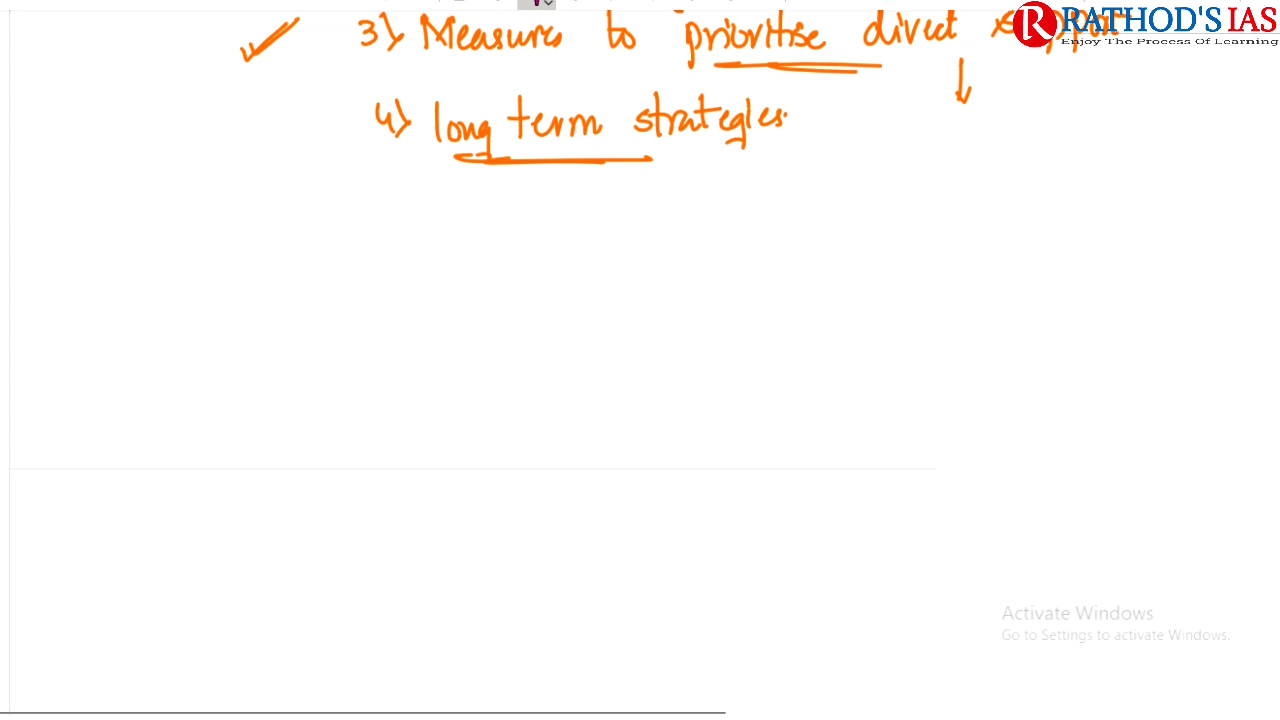 RATHOD'S IAS
Enjoy The Process Of Learning
3) Measures to prioritise direct
4) long term strategies.
Activate Windows
Go to Settings to activate Windows.